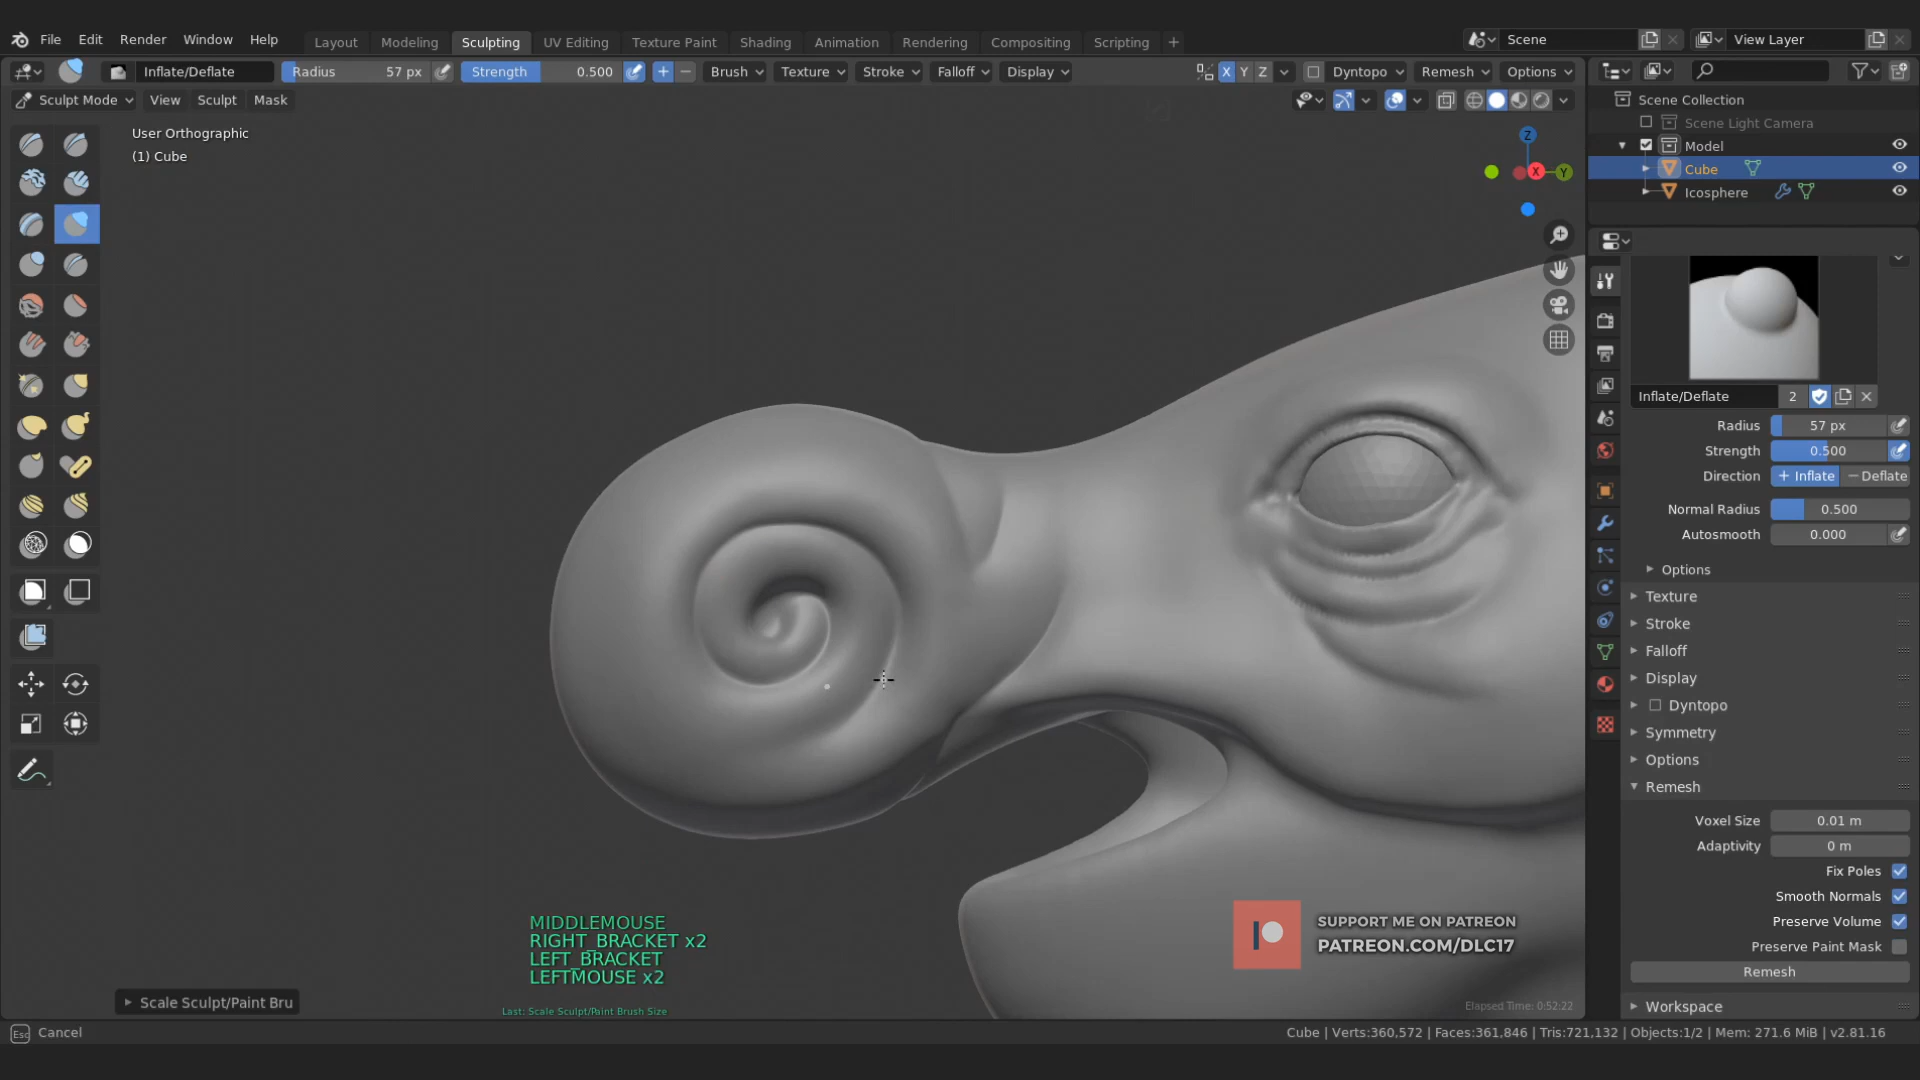 File Edit Render Window Help Layout Modeling Sculpting UV Editing Texture Paint Shading Animation Rendering Compositing Scripting + Scene View Layer
Inflate/Deflate Radius 57 px Strength 0.500 + − Brush Texture Stroke Falloff Display X Y Z Dyntopo Remesh Options
Sculpt Mode View Sculpt Mask
User Orthographic
(1) Cube
Z
X
Y
Scene Collection
Scene Light Camera
Model
Cube
Icosphere
Inflate/Deflate 2
Radius 57 px
Strength 0.500
Direction + Inflate − Deflate
Normal Radius 0.500
Autosmooth 0.000
Options
Texture
Stroke
Falloff
Display
Dyntopo
Symmetry
Options
Remesh
Voxel Size 0.01 m
Adaptivity 0 m
Fix Poles
Smooth Normals
Preserve Volume
Preserve Paint Mask
Remesh
Workspace
MIDDLEMOUSE
RIGHT_BRACKET x2
LEFT_BRACKET
LEFTMOUSE x2
Last: Scale Sculpt/Paint Brush Size
SUPPORT ME ON PATREON
PATREON.COM/DLC17
Scale Sculpt/Paint Bru
Elapsed Time: 0:52:22
Esc Cancel
Cube | Verts:360,572 | Faces:361,846 | Tris:721,132 | Objects:1/2 | Mem: 271.6 MiB | v2.81.16